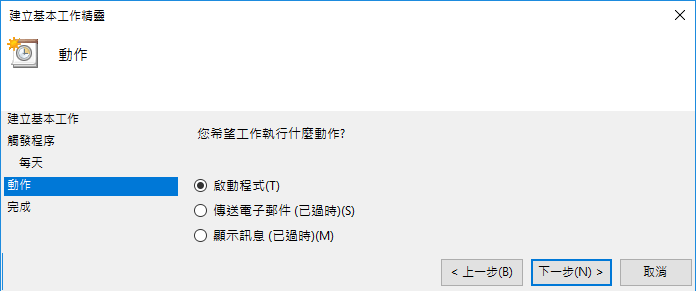 建立基本工作精靈
動作
建立基本工作
觸發程序
每天
動作
完成
您希望工作執行什麼動作?
啟動程式(T)
傳送電子郵件 (已過時)(S)
顯示訊息 (已過時)(M)
< 上一步(B)
下一步(N) >
取消